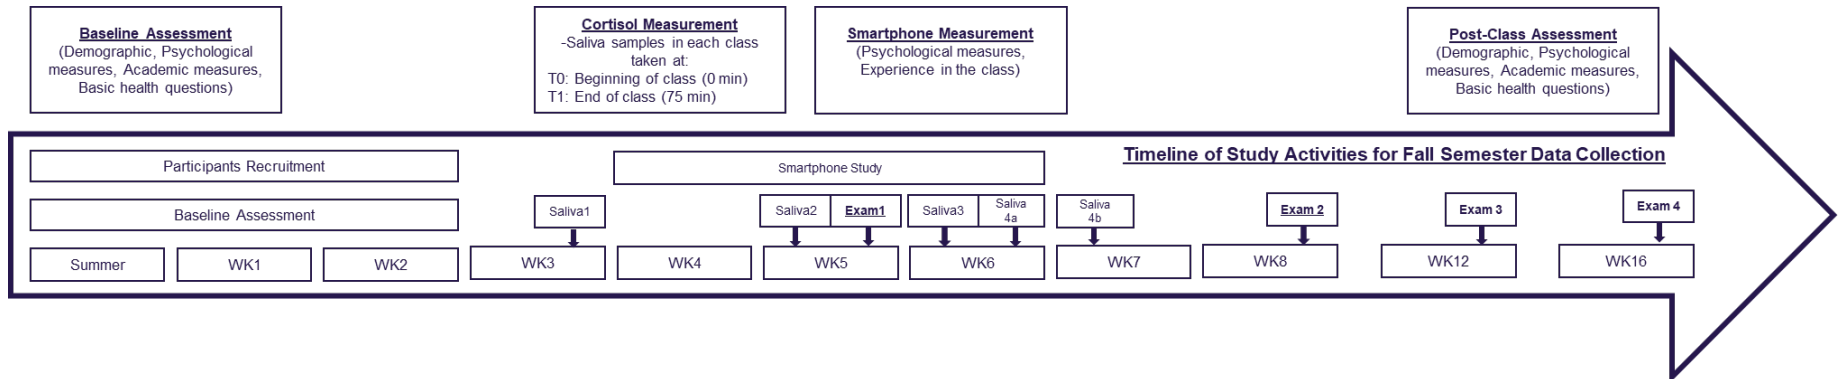 Baseline Assessment
(Demographic, Psychological
measures, Academic measures,
Basic health questions)
Cortisol Measurement
-Saliva samples in each class
taken at:
T0: Beginning of class (0 min)
T1: End of class (75 min)
Smartphone Measurement
(Psychological measures,
Experience in the class)
Post-Class Assessment
(Demographic, Psychological
measures, Academic measures,
Basic health questions)
Timeline of Study Activities for Fall Semester Data Collection
Participants Recruitment
Smartphone Study
Baseline Assessment
Saliva1
Saliva2
Exam1
Saliva3
Saliva
4a
Saliva
4b
Exam 2
Exam 3
Exam 4
Summer
WK1
WK2
WK3
WK4
WK5
WK6
WK7
WK8
WK12
WK16